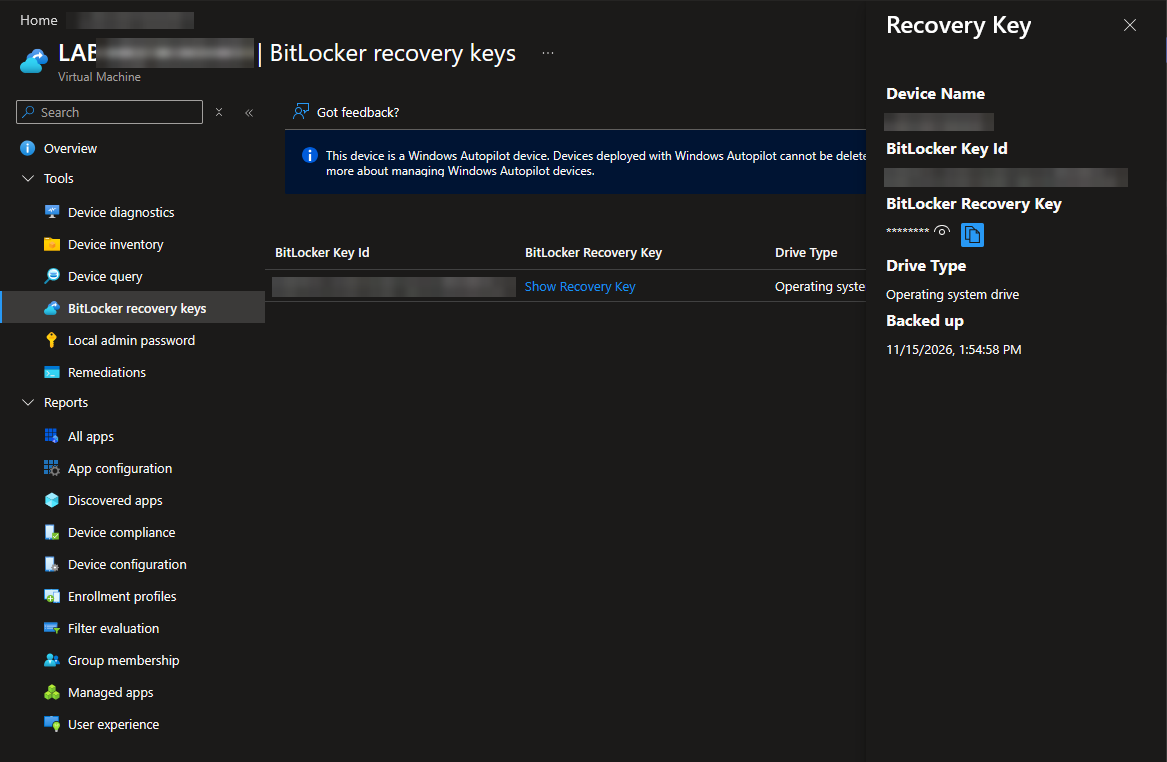 Home
LAB | BitLocker recovery keys ...
Virtual Machine
Search
Overview
Tools
Device diagnostics
Device inventory
Device query
BitLocker recovery keys
Local admin password
Remediations
Reports
All apps
App configuration
Discovered apps
Device compliance
Device configuration
Enrollment profiles
Filter evaluation
Group membership
Managed apps
User experience
Got feedback?
This device is a Windows Autopilot device. Devices deployed with Windows Autopilot cannot be delete
more about managing Windows Autopilot devices.
BitLocker Key Id BitLocker Recovery Key Drive Type
Show Recovery Key Operating syste
Recovery Key
Device Name
BitLocker Key Id
BitLocker Recovery Key
********
Drive Type
Operating system drive
Backed up
11/15/2026, 1:54:58 PM